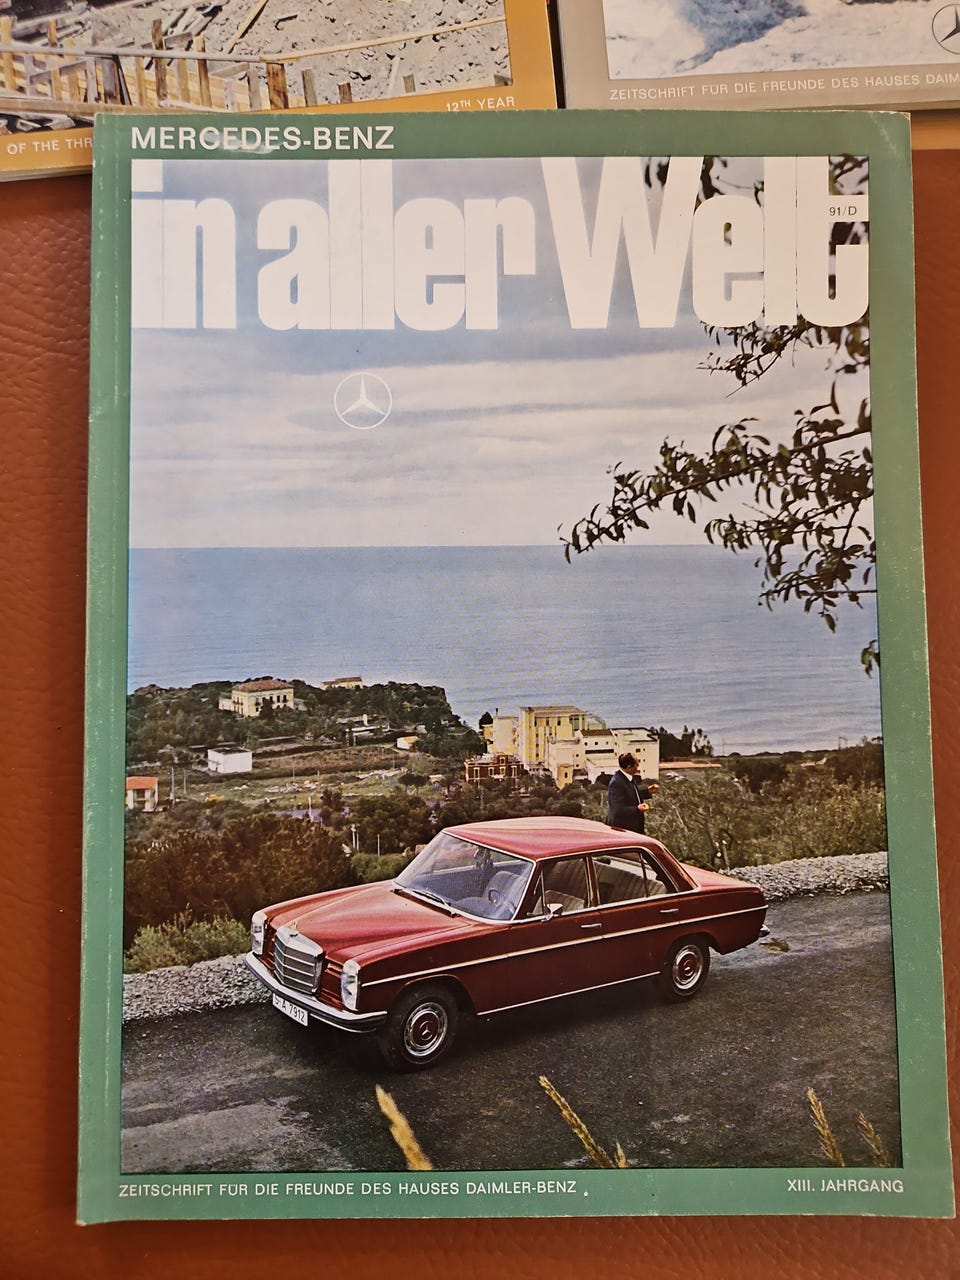 12TH YEAR
OF THE THR
ZEITSCHRIFT FÜR DIE FREUNDE DES HAUSES DAIM
MERCEDES-BENZ
in aller Welt
91/D
S-A 7912
ZEITSCHRIFT FÜR DIE FREUNDE DES HAUSES DAIMLER-BENZ
XIII. JAHRGANG